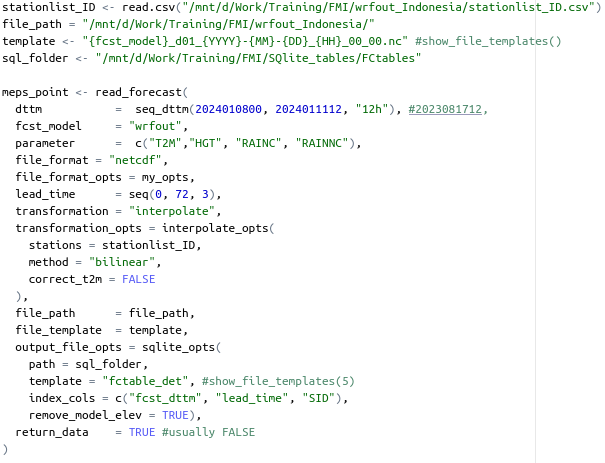 stationlist_ID <- read.csv("/mnt/d/Work/Training/FMI/wrfout_Indonesia/stationlist_ID.csv")
file_path = "/mnt/d/Work/Training/FMI/wrfout_Indonesia/"
template <- "{fcst_model}_d01_{YYYY}-{MM}-{DD}_{HH}_00_00.nc" #show_file_templates()
sql_folder <- "/mnt/d/Work/Training/FMI/SQlite_tables/FCtables"

meps_point <- read_forecast(
  dttm           =  seq_dttm(2024010800, 2024011112, "12h"), #2023081712,
  fcst_model     = "wrfout",
  parameter      =  c("T2M","HGT", "RAINC", "RAINNC"),
  file_format = "netcdf",
  file_format_opts = my_opts,
  lead_time      = seq(0, 72, 3),
  transformation = "interpolate",
  transformation_opts = interpolate_opts(
    stations = stationlist_ID,
    method = "bilinear",
    correct_t2m = FALSE
  ),
  file_path      = file_path,
  file_template  = template,
  output_file_opts = sqlite_opts(
    path = sql_folder,
    template = "fctable_det", #show_file_templates(5)
    index_cols = c("fcst_dttm", "lead_time", "SID"),
    remove_model_elev = TRUE),
  return_data    = TRUE #usually FALSE
)